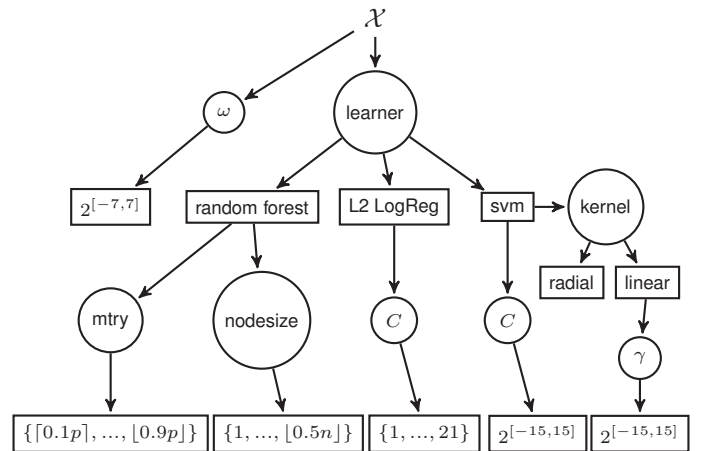 𝒳
ω
learner
2^[−7,7]
random forest
L2 LogReg
svm
kernel
radial
linear
mtry
nodesize
C
C
γ
{⌈0.1p⌉, ..., ⌊0.9p⌋}
{1, ..., ⌊0.5n⌋}
{1, ..., 21}
2^[−15,15]
2^[−15,15]